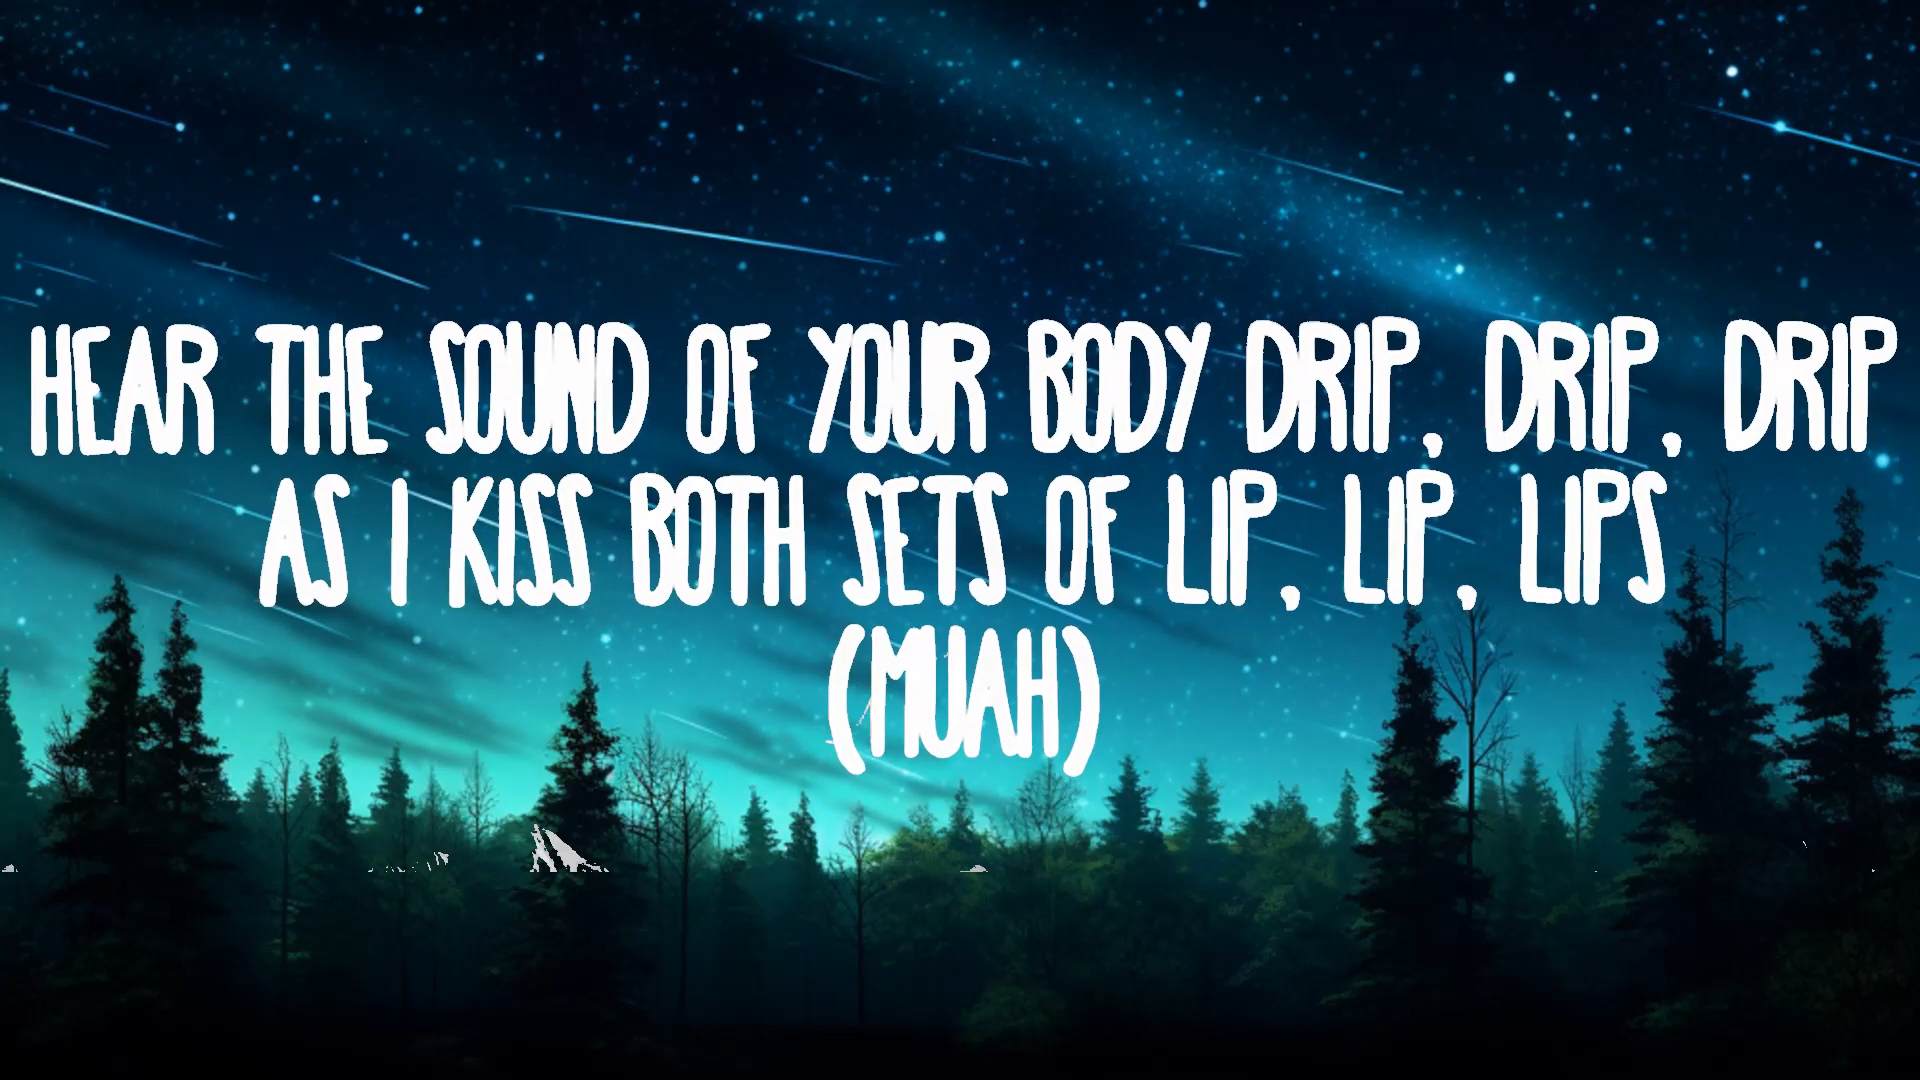 HEAR THE SOUND OF YOUR BODY DRIP, DRIP, DRIP
AS I KISS BOTH SETS OF LIP, LIP, LIPS
(MUAH)